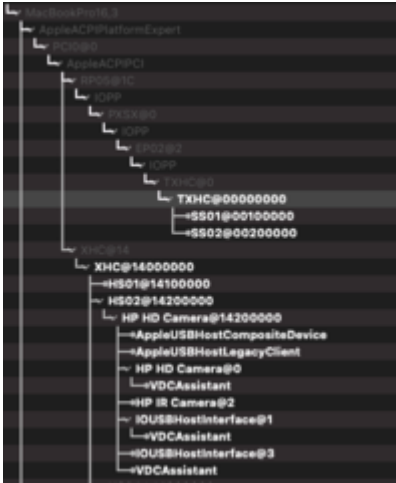 MacBookPro16,3
AppleACPIPlatformExpert
PCI0@0
AppleACPIPCI
RP05@1C
IOPP
PXSX@0
IOPP
EP02@2
IOPP
TXHC@0
TXHC@00000000
SS01@00100000
SS02@00200000
XHC@14
XHC@14000000
HS01@14100000
HS02@14200000
HP HD Camera@14200000
AppleUSBHostCompositeDevice
AppleUSBHostLegacyClient
HP HD Camera@0
VDCAssistant
HP IR Camera@2
IOUSBHostInterface@1
VDCAssistant
IOUSBHostInterface@3
VDCAssistant